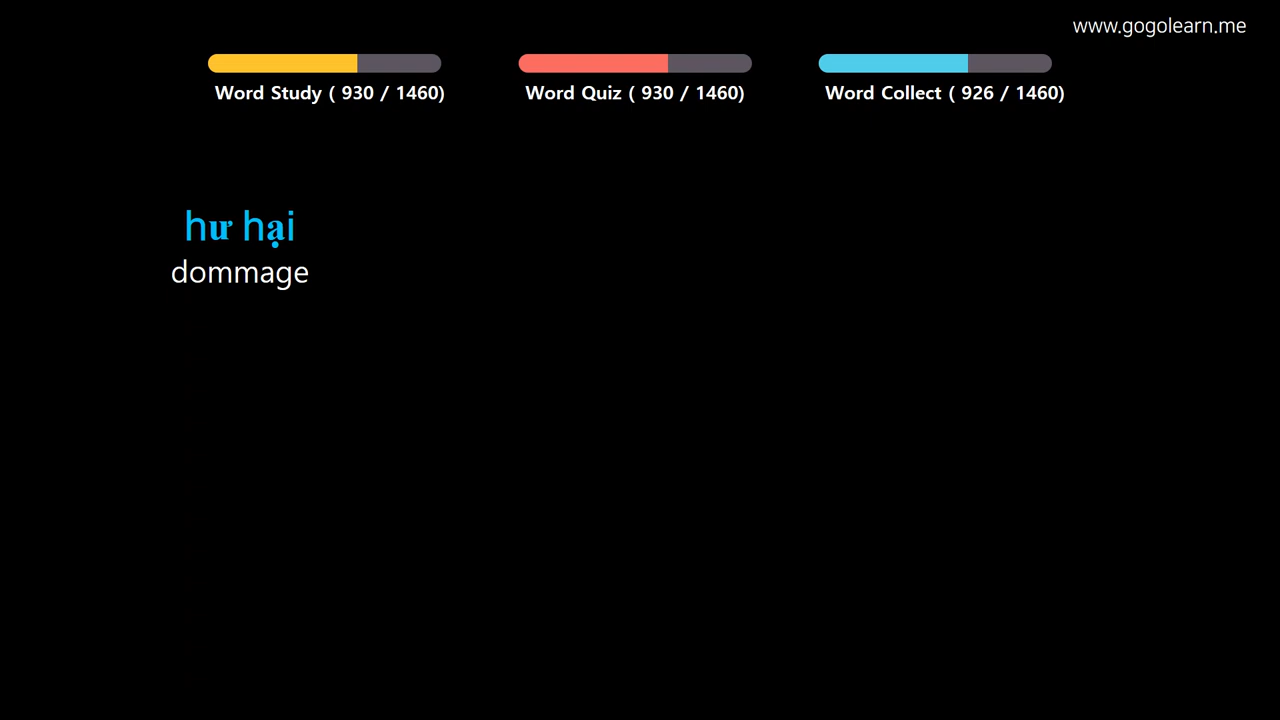 www.gogolearn.me
Word Study ( 930 / 1460)
Word Quiz ( 930 / 1460)
Word Collect ( 926 / 1460)
hư hại
dommage